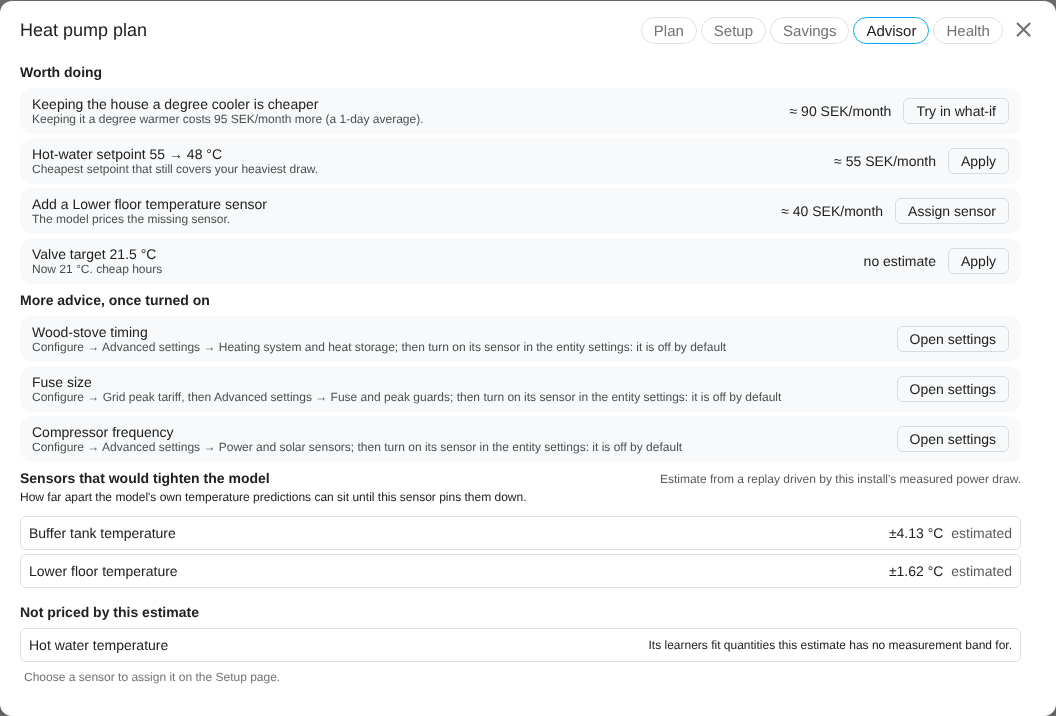 Heat pump plan
Plan
Setup
Savings
Advisor
Health
Worth doing
Keeping the house a degree cooler is cheaper
Keeping it a degree warmer costs 95 SEK/month more (a 1-day average).
≈ 90 SEK/month
Try in what-if
Hot-water setpoint 55 → 48 °C
Cheapest setpoint that still covers your heaviest draw.
≈ 55 SEK/month
Apply
Add a Lower floor temperature sensor
The model prices the missing sensor.
≈ 40 SEK/month
Assign sensor
Valve target 21.5 °C
Now 21 °C. cheap hours
no estimate
Apply
More advice, once turned on
Wood-stove timing
Configure → Advanced settings → Heating system and heat storage; then turn on its sensor in the entity settings: it is off by default
Open settings
Fuse size
Configure → Grid peak tariff, then Advanced settings → Fuse and peak guards; then turn on its sensor in the entity settings: it is off by default
Open settings
Compressor frequency
Configure → Advanced settings → Power and solar sensors; then turn on its sensor in the entity settings: it is off by default
Open settings
Sensors that would tighten the model
Estimate from a replay driven by this install's measured power draw.
How far apart the model's own temperature predictions can sit until this sensor pins them down.
Buffer tank temperature
±4.13 °C estimated
Lower floor temperature
±1.62 °C estimated
Not priced by this estimate
Hot water temperature
Its learners fit quantities this estimate has no measurement band for.
Choose a sensor to assign it on the Setup page.